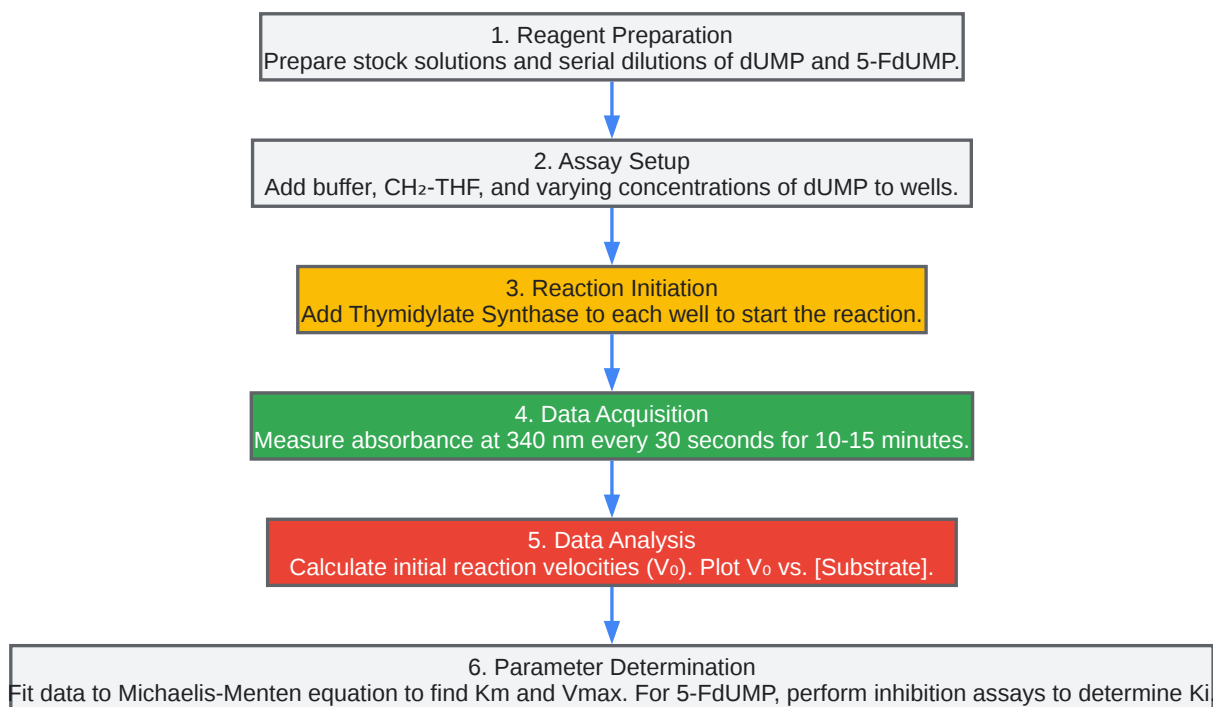 1. Reagent Preparation
Prepare stock solutions and serial dilutions of dUMP and 5-FdUMP.
2. Assay Setup
Add buffer, CH₂-THF, and varying concentrations of dUMP to wells.
3. Reaction Initiation
Add Thymidylate Synthase to each well to start the reaction.
4. Data Acquisition
Measure absorbance at 340 nm every 30 seconds for 10-15 minutes.
5. Data Analysis
Calculate initial reaction velocities (V₀). Plot V₀ vs. [Substrate].
6. Parameter Determination
Fit data to Michaelis-Menten equation to find Km and Vmax. For 5-FdUMP, perform inhibition assays to determine Ki.